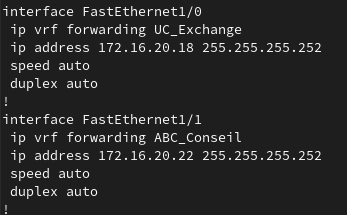 interface FastEthernet1/0
 ip vrf forwarding UC_Exchange
 ip address 172.16.20.18 255.255.255.252
 speed auto
 duplex auto
!
interface FastEthernet1/1
 ip vrf forwarding ABC_Conseil
 ip address 172.16.20.22 255.255.255.252
 speed auto
 duplex auto
!